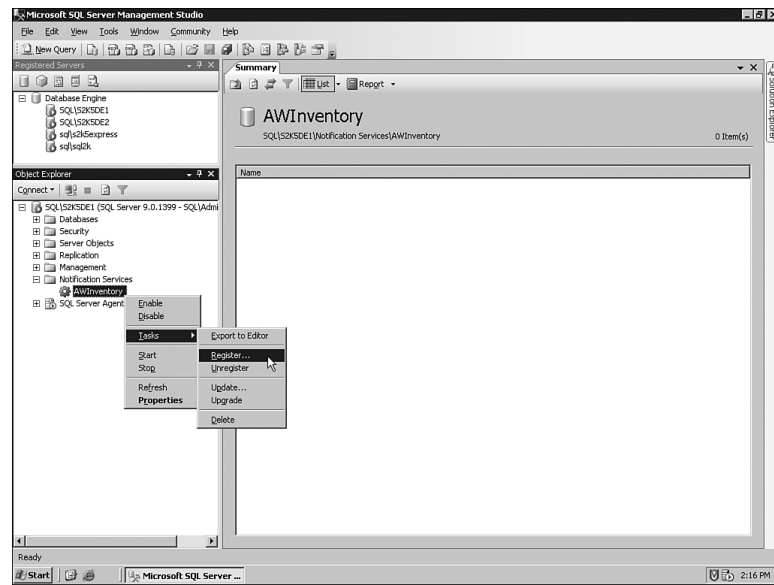 Microsoft SQL Server Management Studio
File Edit View Tools Window Community Help
New Query
Registered Servers
Database Engine
SQL\S2K5DE1
SQL\S2K5DE2
sql\s2k5express
sql\sql2k
Object Explorer
Connect
SQL\S2K5DE1 (SQL Server 9.0.1399 - SQL\Admi
Databases
Security
Server Objects
Replication
Management
Notification Services
AWInventory
SQL Server Agent
Enable
Disable
Tasks
Start
Stop
Refresh
Properties
Export to Editor
Register...
Unregister
Update...
Upgrade
Delete
Summary
List Report
AWInventory
SQL\S2K5DE1\Notification Services\AWInventory 0 Item(s)
Name
Solution Explorer
Ready
Start Microsoft SQL Server ... 2:16 PM